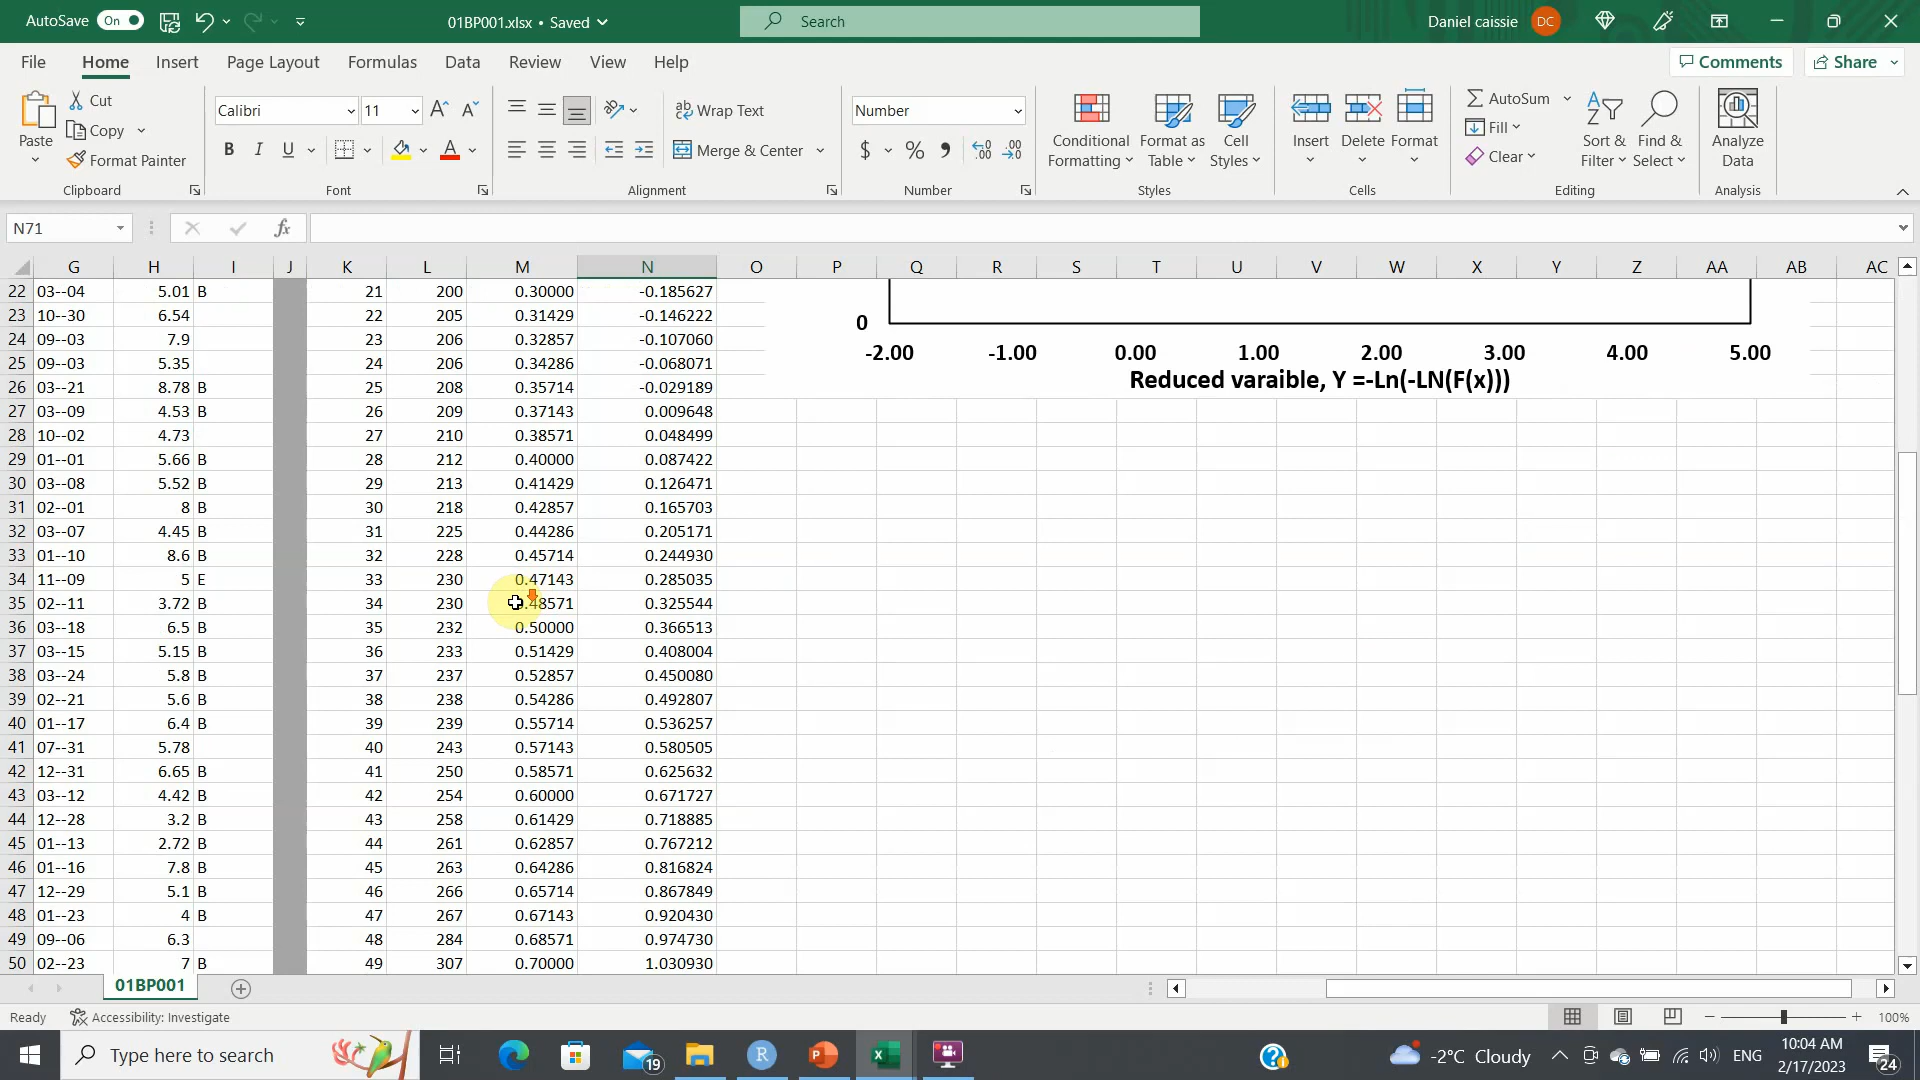 AutoSave On 01BP001.xlsx • Saved Search Daniel caissie DC
File Home Insert Page Layout Formulas Data Review View Help Comments Share
Paste Cut Copy Format Painter Clipboard
Calibri 11 B I U A Font
Wrap Text Merge & Center Alignment
Number $ % Number
Conditional Formatting Format as Table Cell Styles Styles
Insert Delete Format Cells
AutoSum Fill Clear Sort & Filter Find & Select Editing
Analyze Data Analysis
N71 fx
G H I J K L M N O P Q R S T U V W X Y Z AA AB AC
22 03--04 5.01 B 21 200 0.30000 -0.185627
23 10--30 6.54 22 205 0.31429 -0.146222
24 09--03 7.9 23 206 0.32857 -0.107060
25 09--03 5.35 24 206 0.34286 -0.068071
26 03--21 8.78 B 25 208 0.35714 -0.029189
27 03--09 4.53 B 26 209 0.37143 0.009648
28 10--02 4.73 27 210 0.38571 0.048499
29 01--01 5.66 B 28 212 0.40000 0.087422
30 03--08 5.52 B 29 213 0.41429 0.126471
31 02--01 8 B 30 218 0.42857 0.165703
32 03--07 4.45 B 31 225 0.44286 0.205171
33 01--10 8.6 B 32 228 0.45714 0.244930
34 11--09 5 E 33 230 0.47143 0.285035
35 02--11 3.72 B 34 230 0.48571 0.325544
36 03--18 6.5 B 35 232 0.50000 0.366513
37 03--15 5.15 B 36 233 0.51429 0.408004
38 03--24 5.8 B 37 237 0.52857 0.450080
39 02--21 5.6 B 38 238 0.54286 0.492807
40 01--17 6.4 B 39 239 0.55714 0.536257
41 07--31 5.78 40 243 0.57143 0.580505
42 12--31 6.65 B 41 250 0.58571 0.625632
43 03--12 4.42 B 42 254 0.60000 0.671727
44 12--28 3.2 B 43 258 0.61429 0.718885
45 01--13 2.72 B 44 261 0.62857 0.767212
46 01--16 7.8 B 45 263 0.64286 0.816824
47 12--29 5.1 B 46 266 0.65714 0.867849
48 01--23 4 B 47 267 0.67143 0.920430
49 09--06 6.3 48 284 0.68571 0.974730
50 02--23 7 B 49 307 0.70000 1.030930
0
-2.00 -1.00 0.00 1.00 2.00 3.00 4.00 5.00
Reduced varaible, Y =-Ln(-LN(F(x)))
01BP001
Ready Accessibility: Investigate 100%
Type here to search 19 R P X -2°C Cloudy ENG 10:04 AM
2/17/2023 24